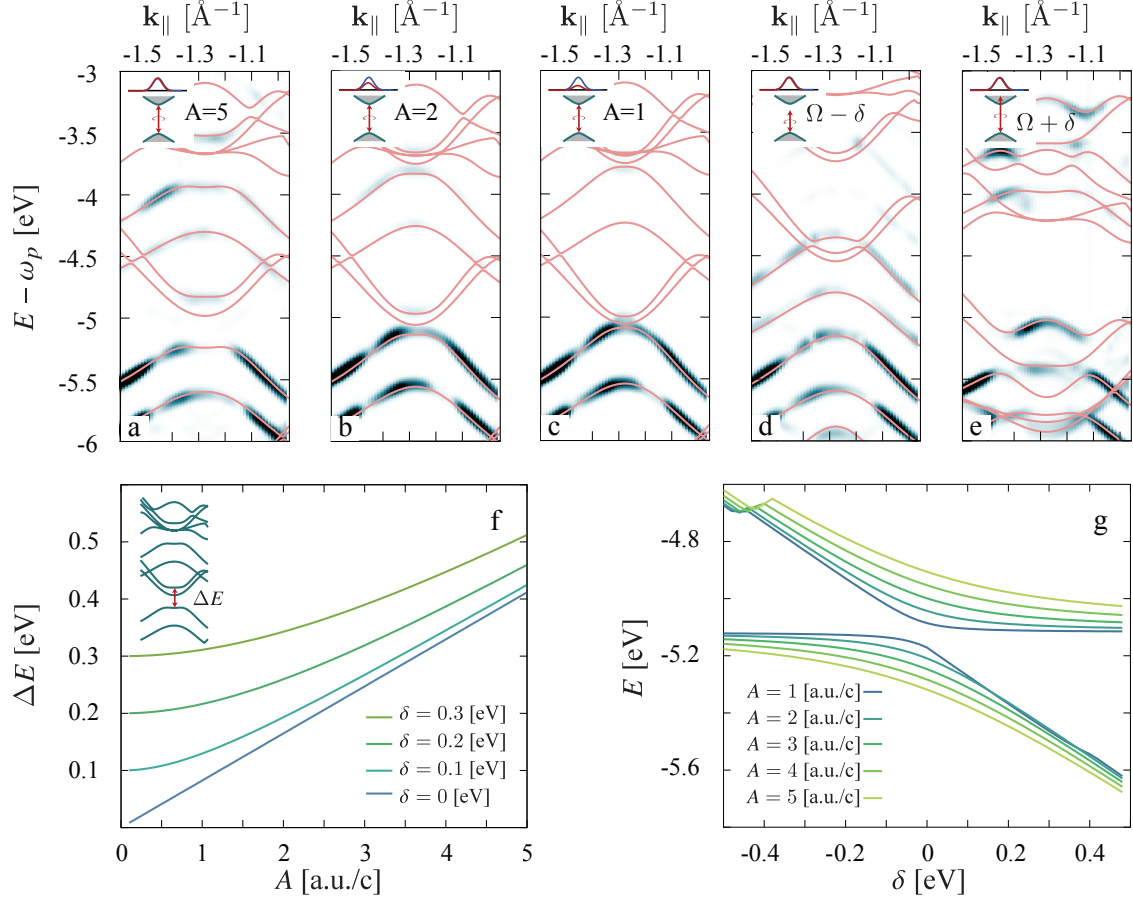 k∥ [Å⁻¹] k∥ [Å⁻¹] k∥ [Å⁻¹] k∥ [Å⁻¹] k∥ [Å⁻¹]
-1.5 -1.3 -1.1 -1.5 -1.3 -1.1 -1.5 -1.3 -1.1 -1.5 -1.3 -1.1 -1.5 -1.3 -1.1
-3
A=5 A=2 A=1 Ω − δ Ω + δ
-3.5
-4
E − ωp [eV]
-4.5
-5
-5.5
-6
a b c d e
f
0.5
0.4
0.3
0.2
0.1
0
ΔE [eV]
ΔE
δ = 0.3 [eV]
δ = 0.2 [eV]
δ = 0.1 [eV]
δ = 0 [eV]
0 1 2 3 4 5
A [a.u./c]
g
-4.8
-5.2
-5.6
E [eV]
A = 1 [a.u./c]
A = 2 [a.u./c]
A = 3 [a.u./c]
A = 4 [a.u./c]
A = 5 [a.u./c]
-0.4 -0.2 0 0.2 0.4
δ [eV]